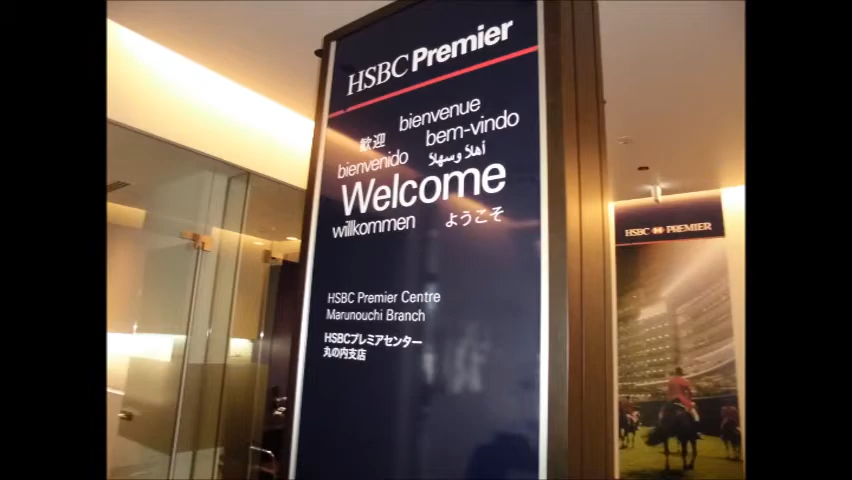 HSBC Premier
bienvenue
歡迎
bem-vindo
bienvenido
أهلاً وسهلاً
Welcome
willkommen
ようこそ
HSBC Premier Centre
Marunouchi Branch
HSBCプレミアセンター
丸の内支店
HSBC PREMIER